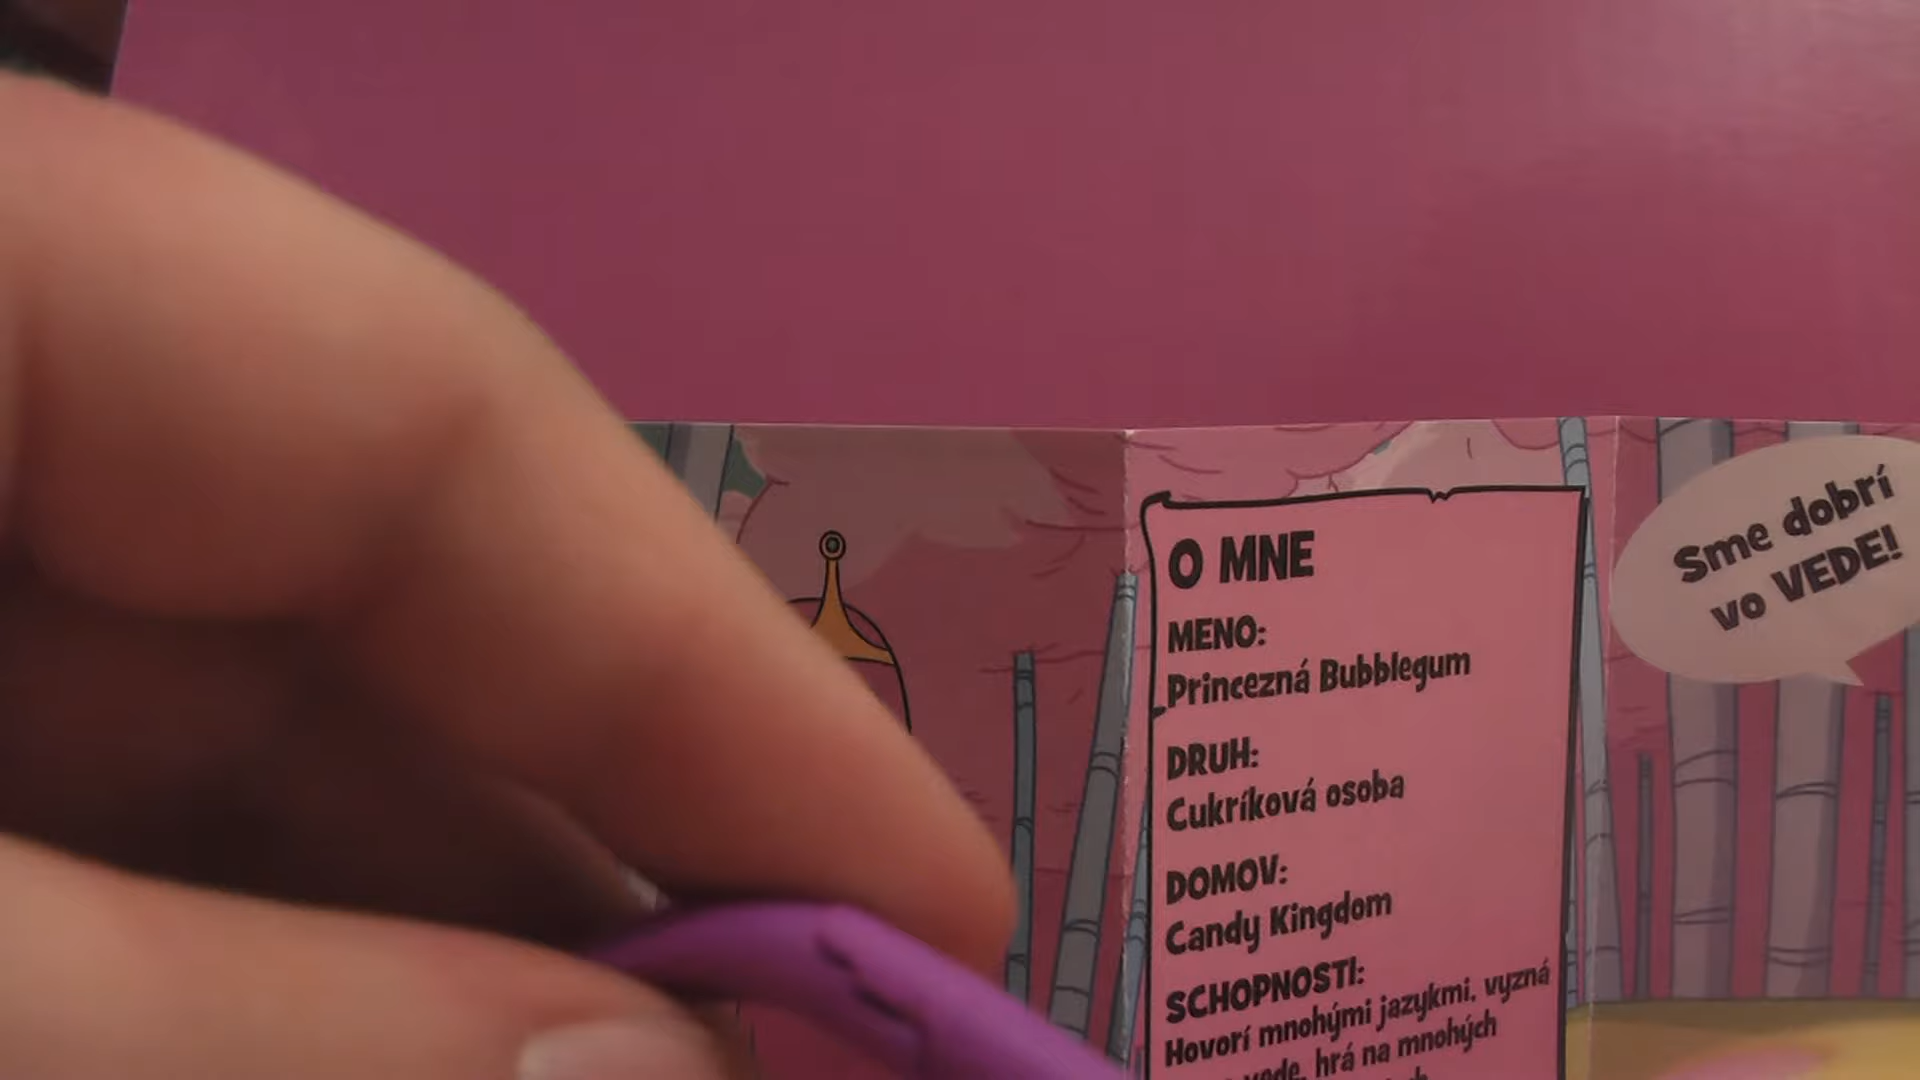 O MNE
MENO:
Princezná Bubblegum
DRUH:
Cukríková osoba
DOMOV:
Candy Kingdom
SCHOPNOSTI:
Hovorí mnohými jazykmi, vyzná
vede, hrá na mnohých
Sme dobrí
vo VEDE!